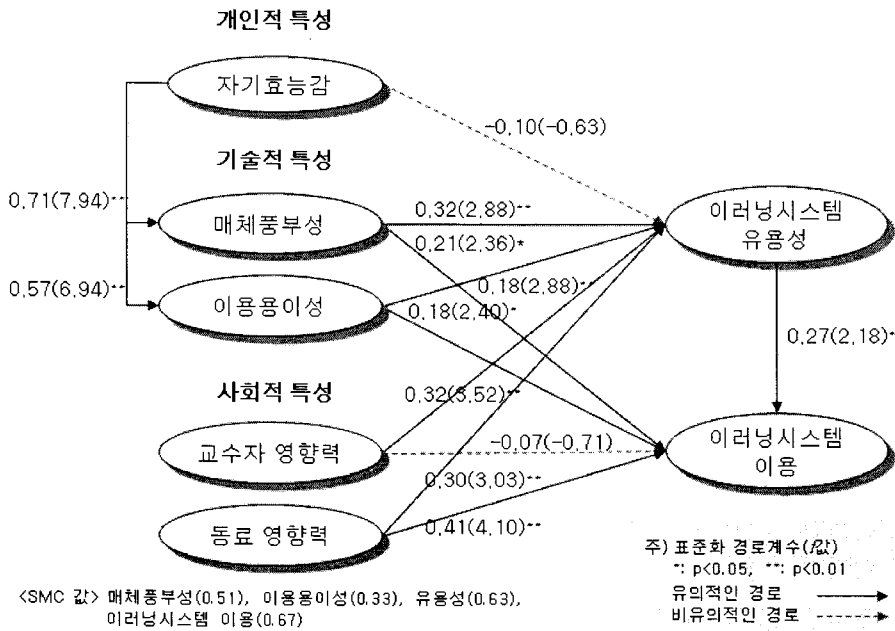 개인적 특성
자기효능감
-0.10(-0.63)
기술적 특성
0.71(7.94)**
매체풍부성
0.32(2.88)**
이러닝시스템
유용성
0.21(2.36)*
0.57(6.94)**
이용용이성
0.18(2.88)**
0.18(2.40)*
0.27(2.18)*
사회적 특성
0.32(3.52)**
교수자 영향력
-0.07(-0.71)
이러닝시스템
이용
0.30(3.03)**
동료 영향력
0.41(4.10)**
주) 표준화 경로계수(t값)
*: p<0.05, **: p<0.01
유의적인 경로
비유의적인 경로
<SMC 값> 매체풍부성(0.51), 이용용이성(0.33), 유용성(0.63),
이러닝시스템 이용(0.67)